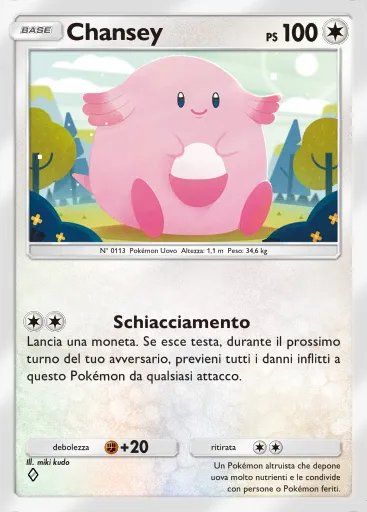 BASE Chansey PS 100
N° 0113 Pokémon Uovo Altezza: 1,1 m Peso: 34,6 kg
Schiacciamento
Lancia una moneta. Se esce testa, durante il prossimo
turno del tuo avversario, previeni tutti i danni inflitti a
questo Pokémon da qualsiasi attacco.
debolezza +20 ritirata
Ill. miki kudo
Un Pokémon altruista che depone
uova molto nutrienti e le condivide
con persone o Pokémon feriti.